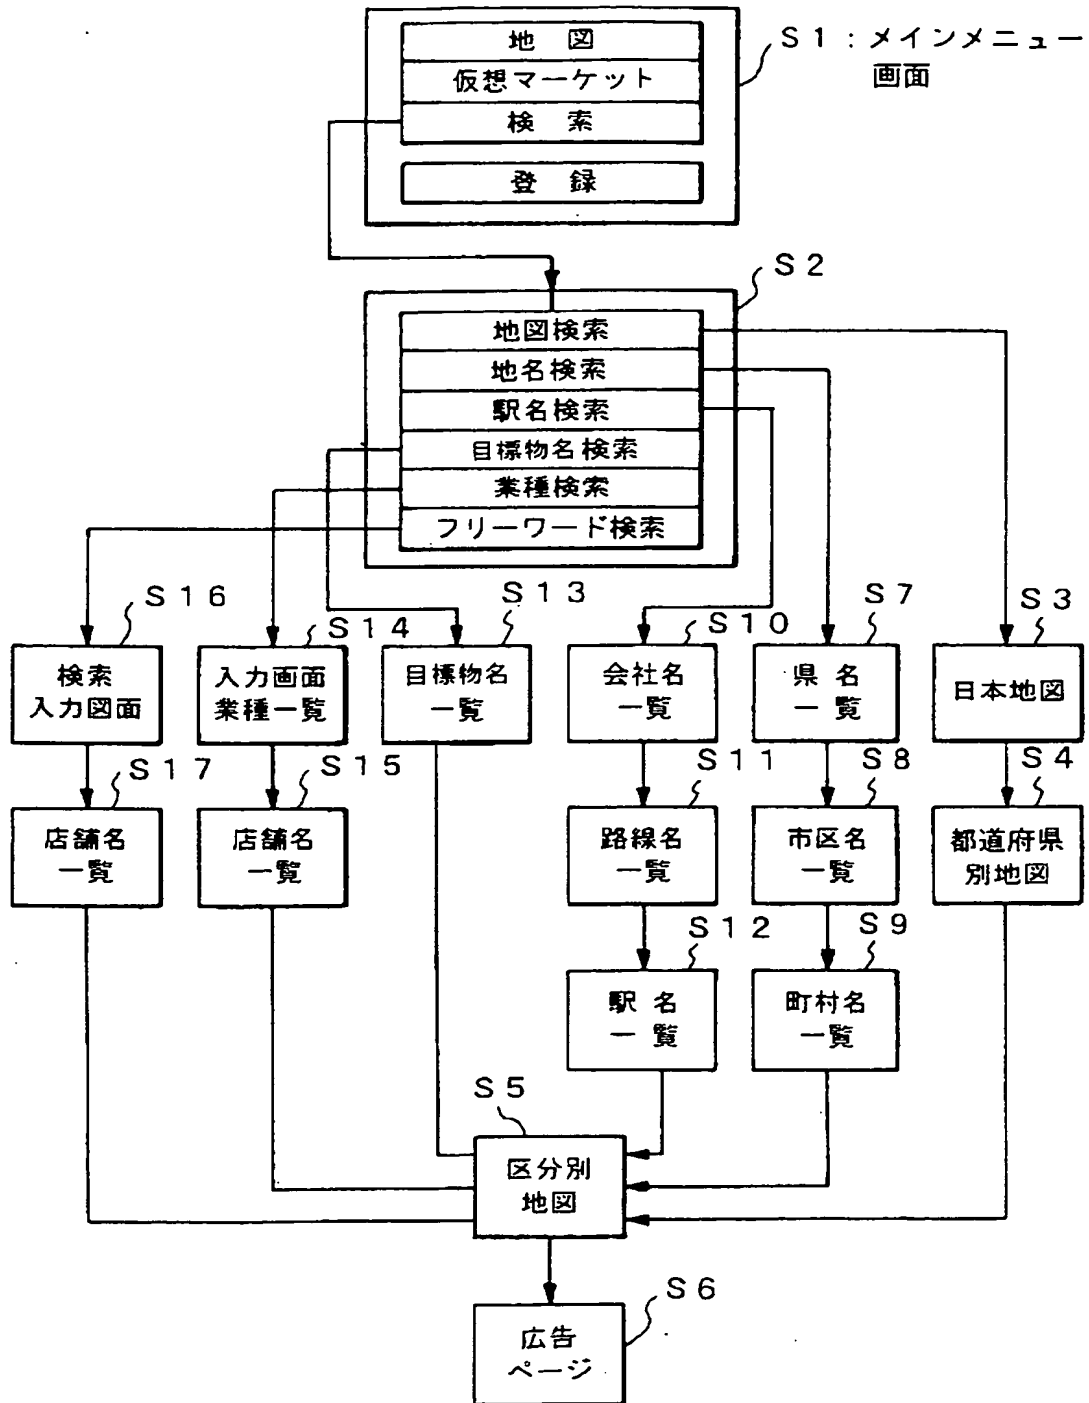 地 図
S1:メインメニュー
画面
仮想マーケット
検 索
登 録
S2
地図検索
地名検索
駅名検索
目標物名検索
業種検索
フリーワード検索
S16
S14
S13
S10
S7
S3
検索
入力図面
入力画面
業種一覧
目標物名
一覧
会社名
一覧
県 名
一 覧
日本地図
S17
S15
S11
S8
S4
店舗名
一覧
店舗名
一覧
路線名
一覧
市区名
一覧
都道府県
別地図
S12
S9
駅 名
一 覧
町村名
一覧
S5
区分別
地図
S6
広告
ページ